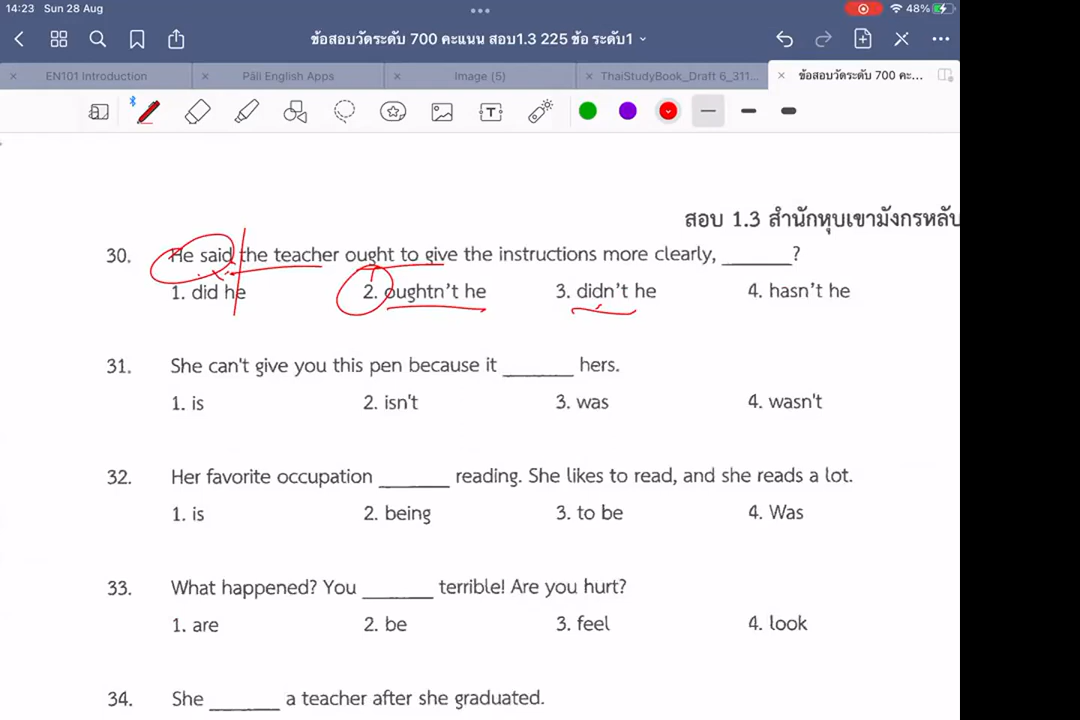 14:23 Sun 28 Aug
48%
ข้อสอบวัดระดับ 700 คะแนน สอบ1.3 225 ข้อ ระดับ1
EN101 Introduction
Pāli English Apps
Image (5)
ThaiStudyBook_Draft 6_311...
ข้อสอบวัดระดับ 700 คะ...
T
สอบ 1.3 สำนักหุบเขามังกรหลับ
30. He said the teacher ought to give the instructions more clearly, _______?
1. did he 2. oughtn't he 3. didn't he 4. hasn't he
31. She can't give you this pen because it _______ hers.
1. is 2. isn't 3. was 4. wasn't
32. Her favorite occupation _______ reading. She likes to read, and she reads a lot.
1. is 2. being 3. to be 4. Was
33. What happened? You _______ terrible! Are you hurt?
1. are 2. be 3. feel 4. look
34. She _______ a teacher after she graduated.